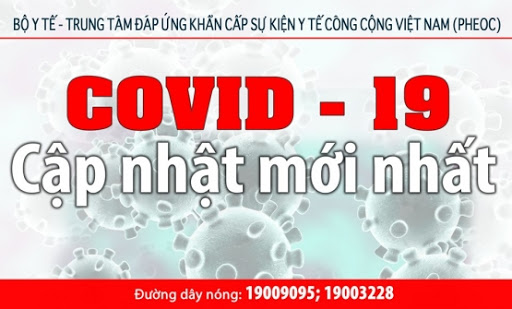 BỘ Y TẾ - TRUNG TÂM ĐÁP ỨNG KHẨN CẤP SỰ KIỆN Y TẾ CÔNG CỘNG VIỆT NAM (PHEOC)
COVID - 19
Cập nhật mới nhất
Đường dây nóng: 19009095; 19003228